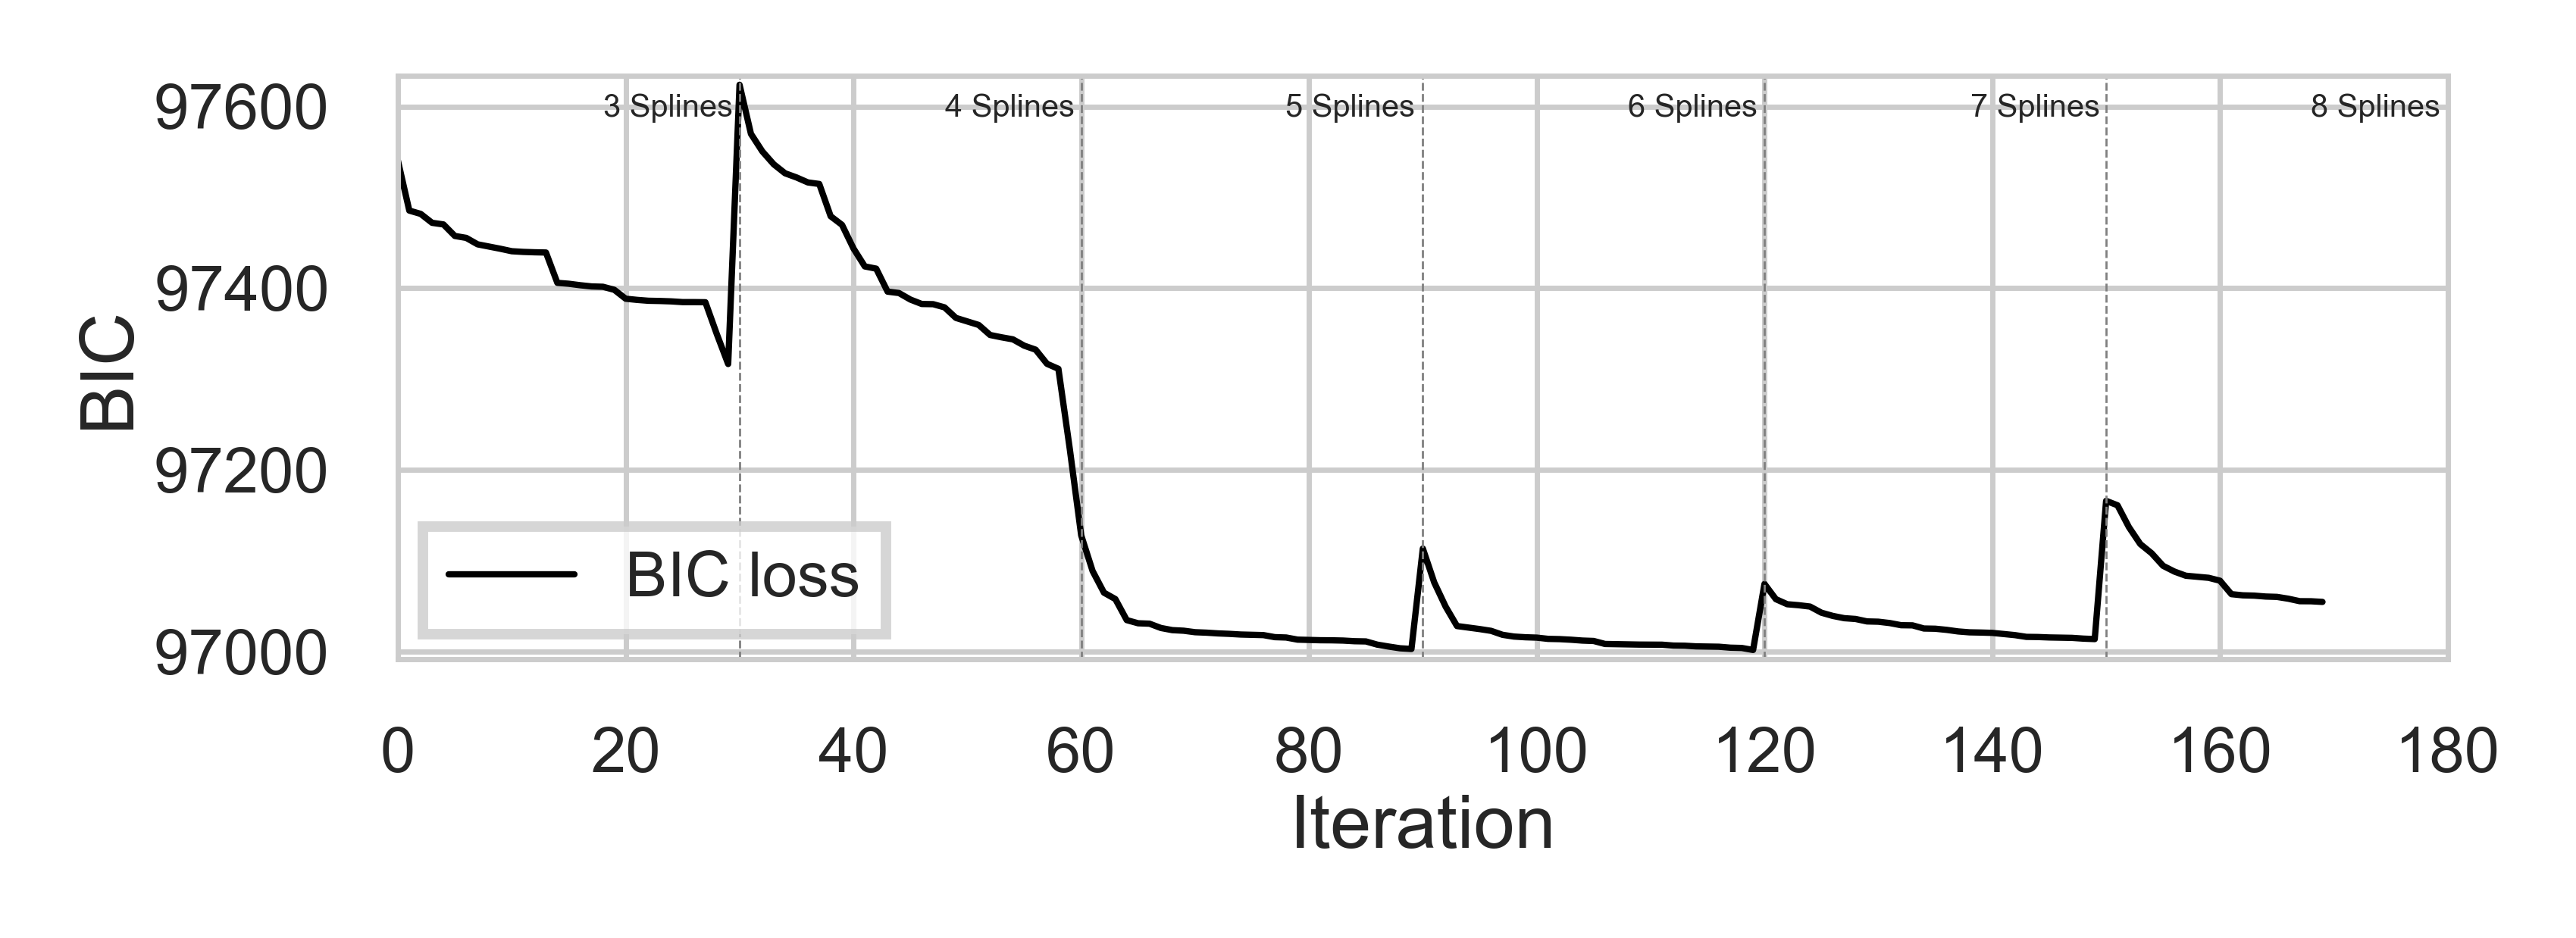 97600
97400
97200
97000
BIC
3 Splines
4 Splines
5 Splines
6 Splines
7 Splines
8 Splines
BIC loss
0 20 40 60 80 100 120 140 160 180
Iteration